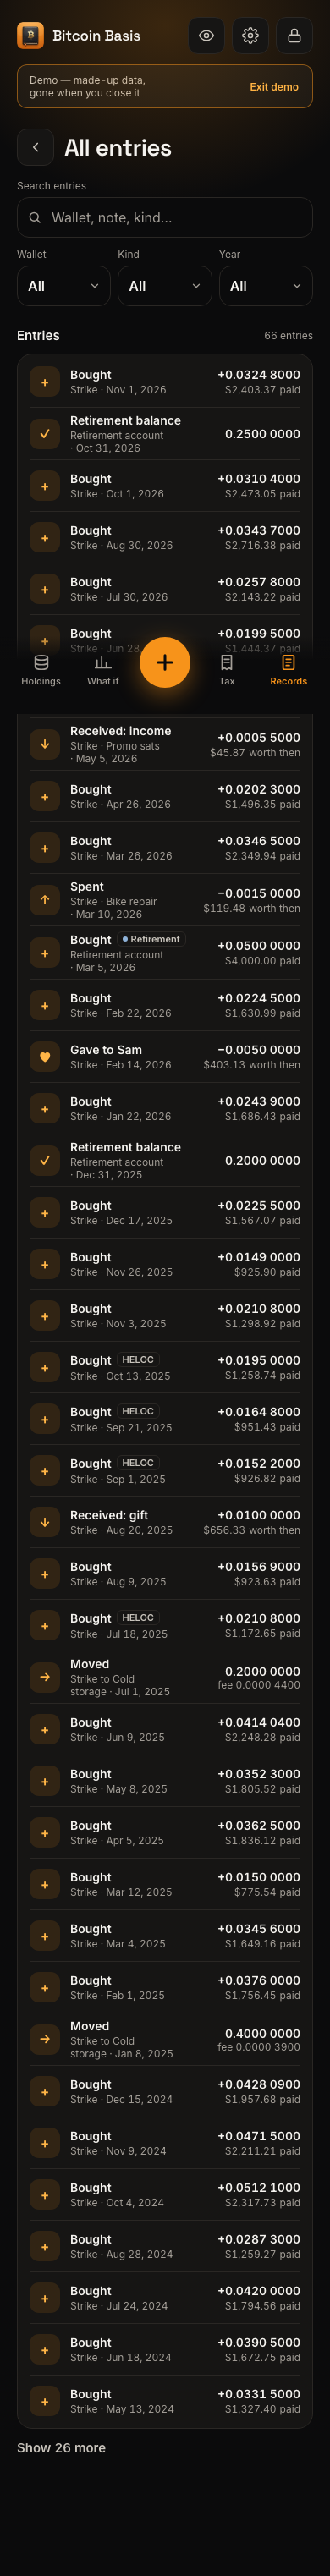 Bitcoin Basis
Demo — made-up data,
gone when you close it
Exit demo
All entries
Search entries
Wallet, note, kind...
Wallet Kind Year
All All All
Entries 66 entries
Bought +0.0324 8000
Strike · Nov 1, 2026 $2,403.37 paid
Retirement balance
Retirement account 0.2500 0000
· Oct 31, 2026
Bought +0.0310 4000
Strike · Oct 1, 2026 $2,473.05 paid
Bought +0.0343 7000
Strike · Aug 30, 2026 $2,716.38 paid
Bought +0.0257 8000
Strike · Jul 30, 2026 $2,143.22 paid
Bought +0.0199 5000
Strike · Jun 28 $1,444.37 paid
Holdings What if + Tax Records
Received: income +0.0005 5000
Strike · Promo sats $45.87 worth then
· May 5, 2026
Bought +0.0202 3000
Strike · Apr 26, 2026 $1,496.35 paid
Bought +0.0346 5000
Strike · Mar 26, 2026 $2,349.94 paid
Spent −0.0015 0000
Strike · Bike repair $119.48 worth then
· Mar 10, 2026
Bought Retirement +0.0500 0000
Retirement account $4,000.00 paid
· Mar 5, 2026
Bought +0.0224 5000
Strike · Feb 22, 2026 $1,630.99 paid
Gave to Sam −0.0050 0000
Strike · Feb 14, 2026 $403.13 worth then
Bought +0.0243 9000
Strike · Jan 22, 2026 $1,686.43 paid
Retirement balance
Retirement account 0.2000 0000
· Dec 31, 2025
Bought +0.0225 5000
Strike · Dec 17, 2025 $1,567.07 paid
Bought +0.0149 0000
Strike · Nov 26, 2025 $925.90 paid
Bought +0.0210 8000
Strike · Nov 3, 2025 $1,298.92 paid
Bought HELOC +0.0195 0000
Strike · Oct 13, 2025 $1,258.74 paid
Bought HELOC +0.0164 8000
Strike · Sep 21, 2025 $951.43 paid
Bought HELOC +0.0152 2000
Strike · Sep 1, 2025 $926.82 paid
Received: gift +0.0100 0000
Strike · Aug 20, 2025 $656.33 worth then
Bought +0.0156 9000
Strike · Aug 9, 2025 $923.63 paid
Bought HELOC +0.0210 8000
Strike · Jul 18, 2025 $1,172.65 paid
Moved 0.2000 0000
Strike to Cold fee 0.0000 4400
storage · Jul 1, 2025
Bought +0.0414 0400
Strike · Jun 9, 2025 $2,248.28 paid
Bought +0.0352 3000
Strike · May 8, 2025 $1,805.52 paid
Bought +0.0362 5000
Strike · Apr 5, 2025 $1,836.12 paid
Bought +0.0150 0000
Strike · Mar 12, 2025 $775.54 paid
Bought +0.0345 6000
Strike · Mar 4, 2025 $1,649.16 paid
Bought +0.0376 0000
Strike · Feb 1, 2025 $1,756.45 paid
Moved 0.4000 0000
Strike to Cold fee 0.0000 3900
storage · Jan 8, 2025
Bought +0.0428 0900
Strike · Dec 15, 2024 $1,957.68 paid
Bought +0.0471 5000
Strike · Nov 9, 2024 $2,211.21 paid
Bought +0.0512 1000
Strike · Oct 4, 2024 $2,317.73 paid
Bought +0.0287 3000
Strike · Aug 28, 2024 $1,259.27 paid
Bought +0.0420 0000
Strike · Jul 24, 2024 $1,794.56 paid
Bought +0.0390 5000
Strike · Jun 18, 2024 $1,672.75 paid
Bought +0.0331 5000
Strike · May 13, 2024 $1,327.40 paid
Show 26 more